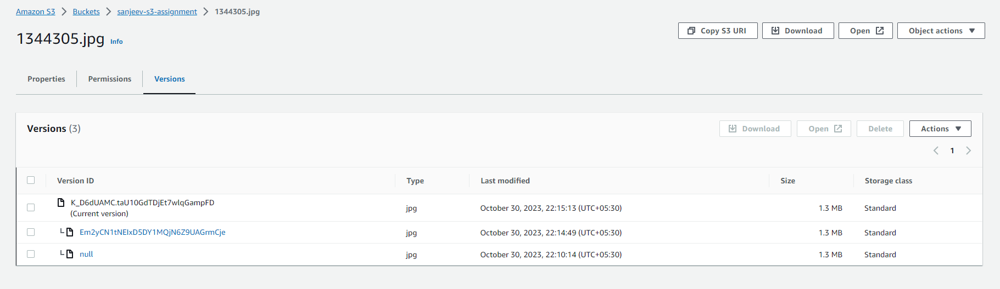 Amazon S3 > Buckets > sanjeev-s3-assignment > 1344305.jpg
1344305.jpg Info
Copy S3 URI Download Open Object actions
Properties Permissions Versions
Versions (3)
Download Open Delete Actions
1
Version ID Type Last modified Size Storage class
K_D6dUAMC.taU10GdTDjEt7wlqGampFD
(Current version)
jpg October 30, 2023, 22:15:13 (UTC+05:30) 1.3 MB Standard
Em2yCN1tNEIxD5DY1MQjN6Z9UAGrmCje jpg October 30, 2023, 22:14:49 (UTC+05:30) 1.3 MB Standard
null jpg October 30, 2023, 22:10:14 (UTC+05:30) 1.3 MB Standard